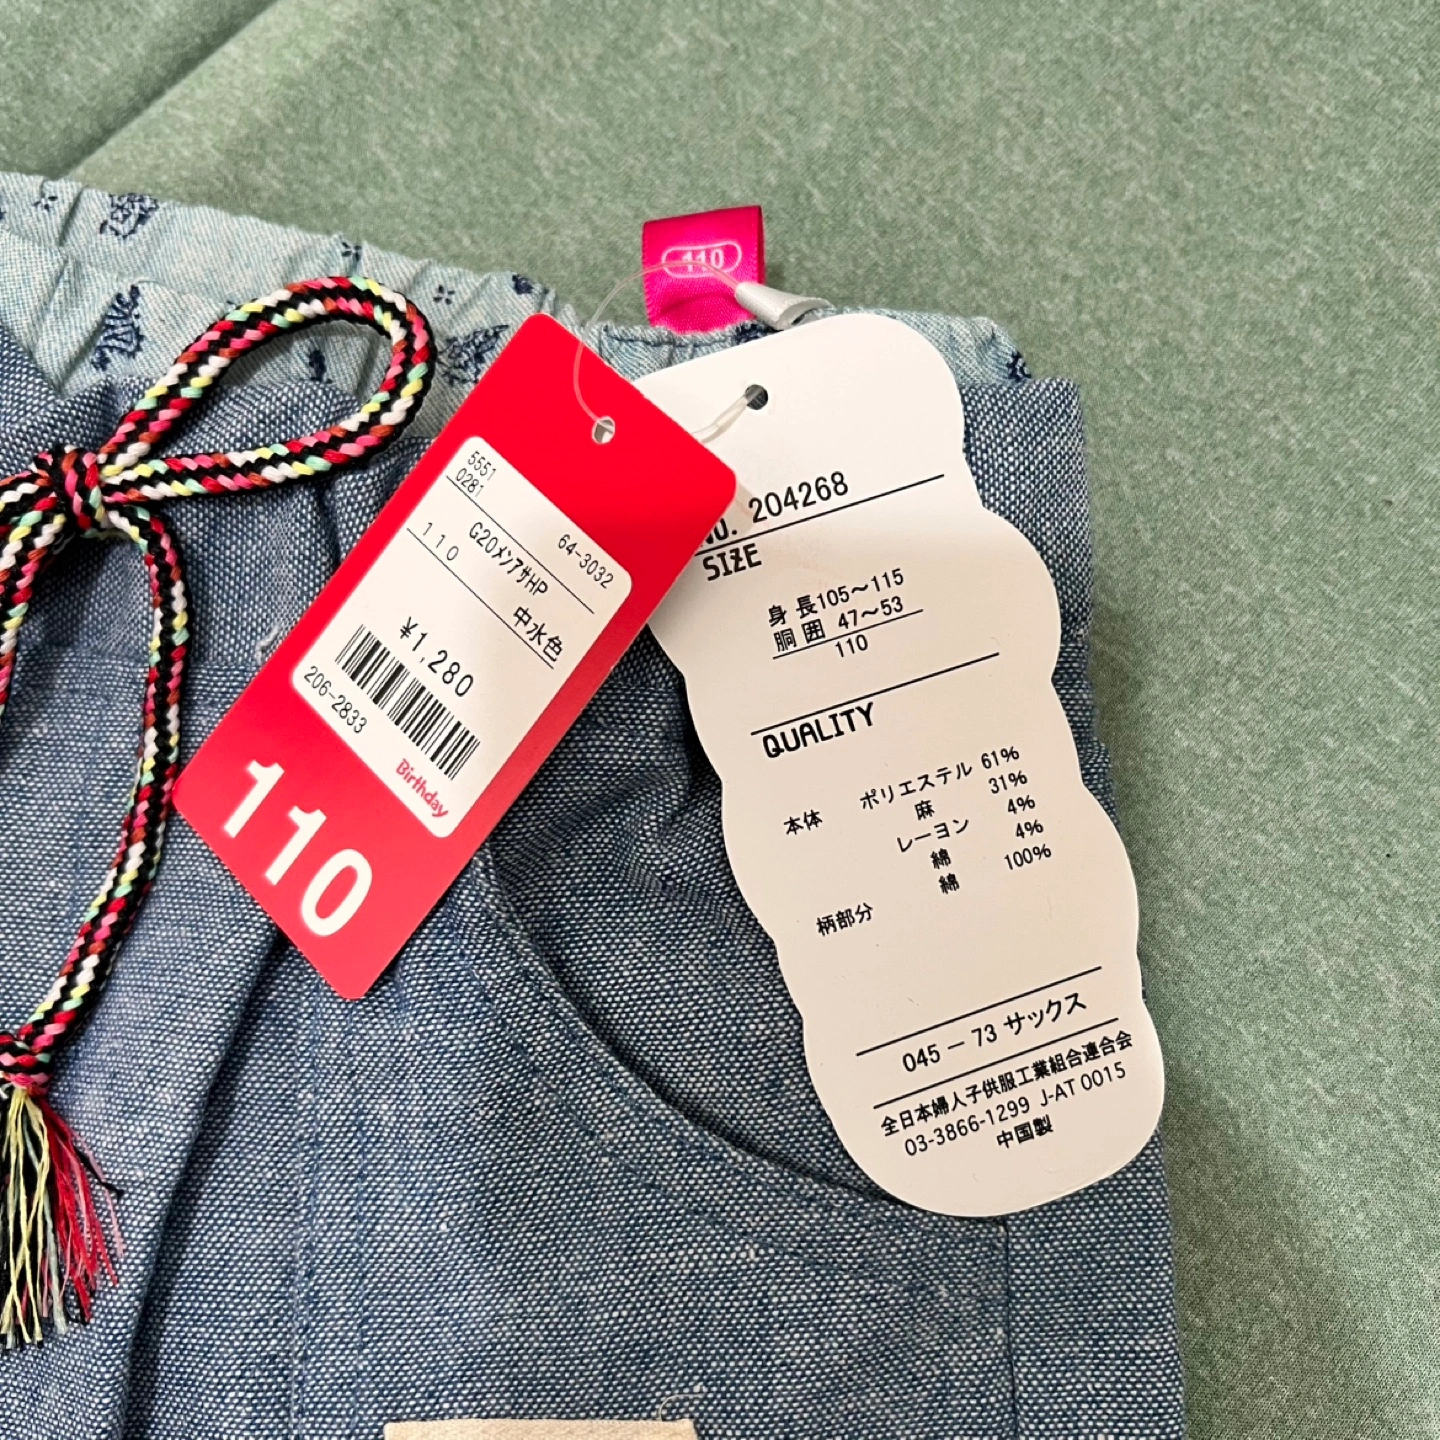 110
5551
0281
64-3032
G20メンアサHP
110
中水色
¥1,280
206-2833
Birthday
110
NO. 204268
SIZE
身 長105～115
胴 囲 47～53
110
QUALITY
本体 ポリエステル 61%
麻 31%
レーヨン 4%
綿 4%
柄部分 綿 100%
045－73 サックス
全日本婦人子供服工業組合連合会
03-3866-1299 J-AT 0015
中国製